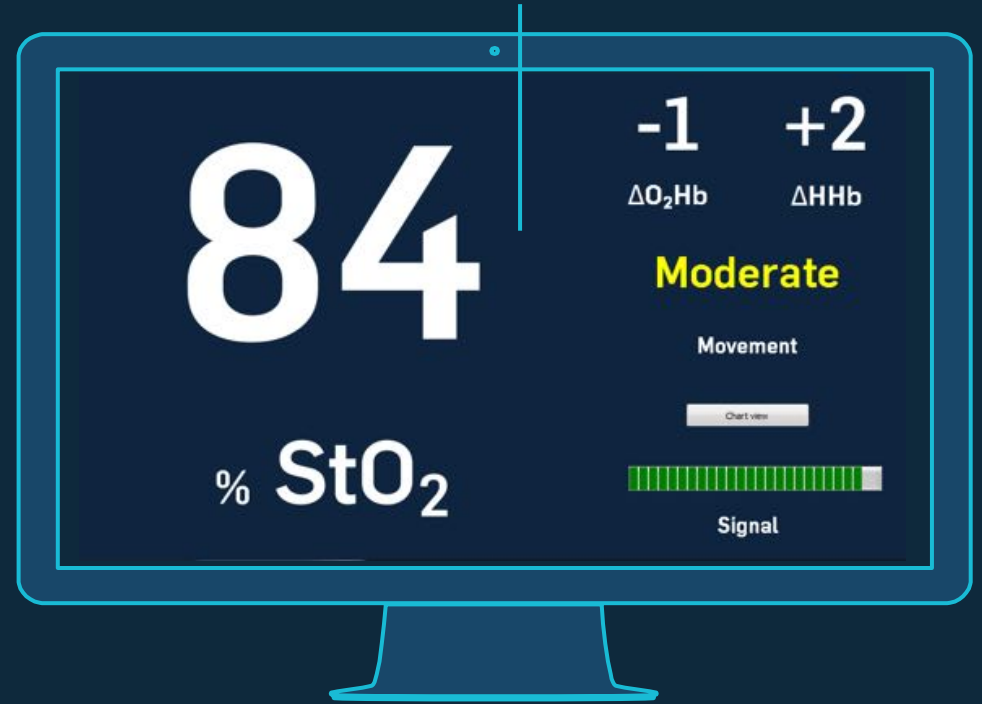 84
% StO₂
-1 +2
ΔO₂Hb ΔHHb
Moderate
Movement
Chart view
Signal